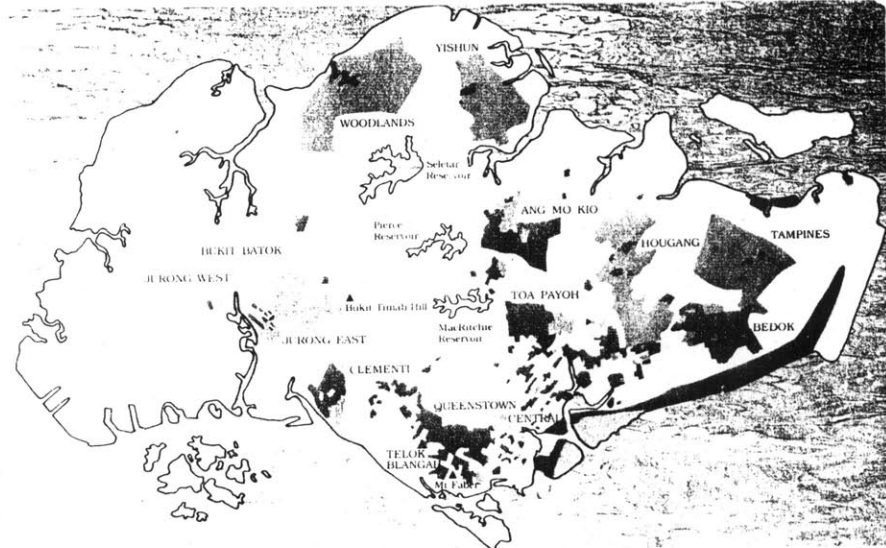 YISHUN
WOODLANDS
Seletar
Reservoir
ANG MO KIO
Pierce
Reservoir
TAMPINES
HOUGANG
BUKIT BATOK
JURONG WEST
TOA PAYOH
Bukit Timah Hill
MacRitchie
Reservoir
BEDOK
JURONG EAST
CLEMENTI
QUEENSTOWN
CENTRAL
TELOK
BLANGAH
Mt Faber